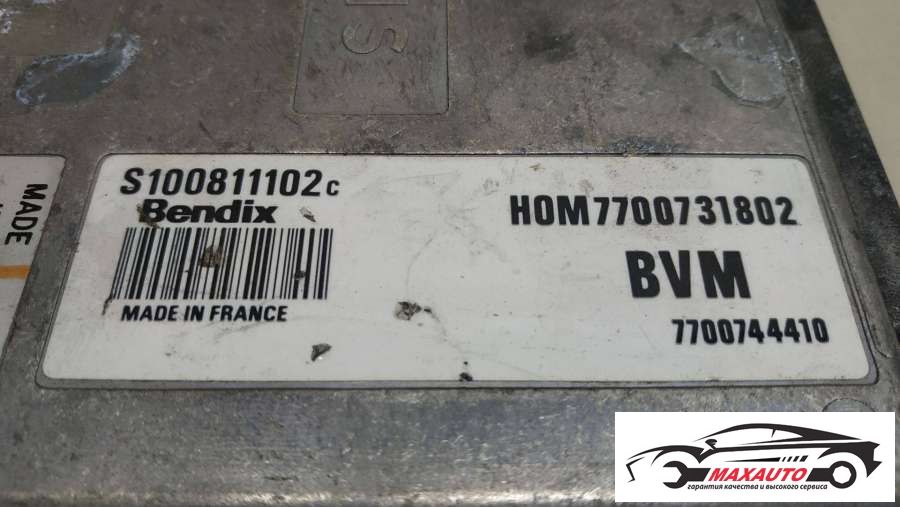 MADE
S100811102C
Bendix
MADE IN FRANCE
HOM7700731802
BVM
7700744410
MAXAUTO
гарантия качества и высокого сервиса